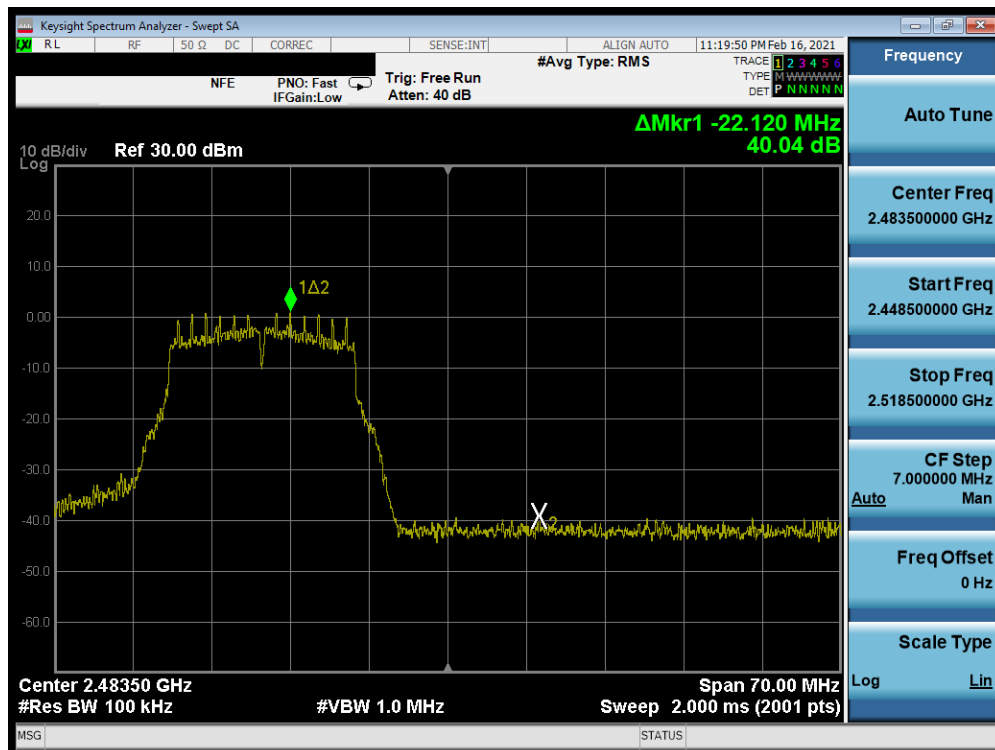 Keysight Spectrum Analyzer - Swept SA
LXI RL RF 50 Ω DC CORREC SENSE:INT ALIGN AUTO 11:19:50 PM Feb 16, 2021
NFE PNO: Fast IFGain:Low Trig: Free Run Atten: 40 dB #Avg Type: RMS
TRACE 1 2 3 4 5 6
TYPE M WWWWW
DET P N N N N N
ΔMkr1 -22.120 MHz
40.04 dB
10 dB/div Ref 30.00 dBm
Log
20.0
10.0
1Δ2
0.00
-10.0
-20.0
-30.0
-40.0
X2
-50.0
-60.0
Center 2.48350 GHz Span 70.00 MHz
#Res BW 100 kHz #VBW 1.0 MHz Sweep 2.000 ms (2001 pts)
MSG STATUS
Frequency
Auto Tune
Center Freq
2.483500000 GHz
Start Freq
2.448500000 GHz
Stop Freq
2.518500000 GHz
CF Step
7.000000 MHz
Auto Man
Freq Offset
0 Hz
Scale Type
Log Lin